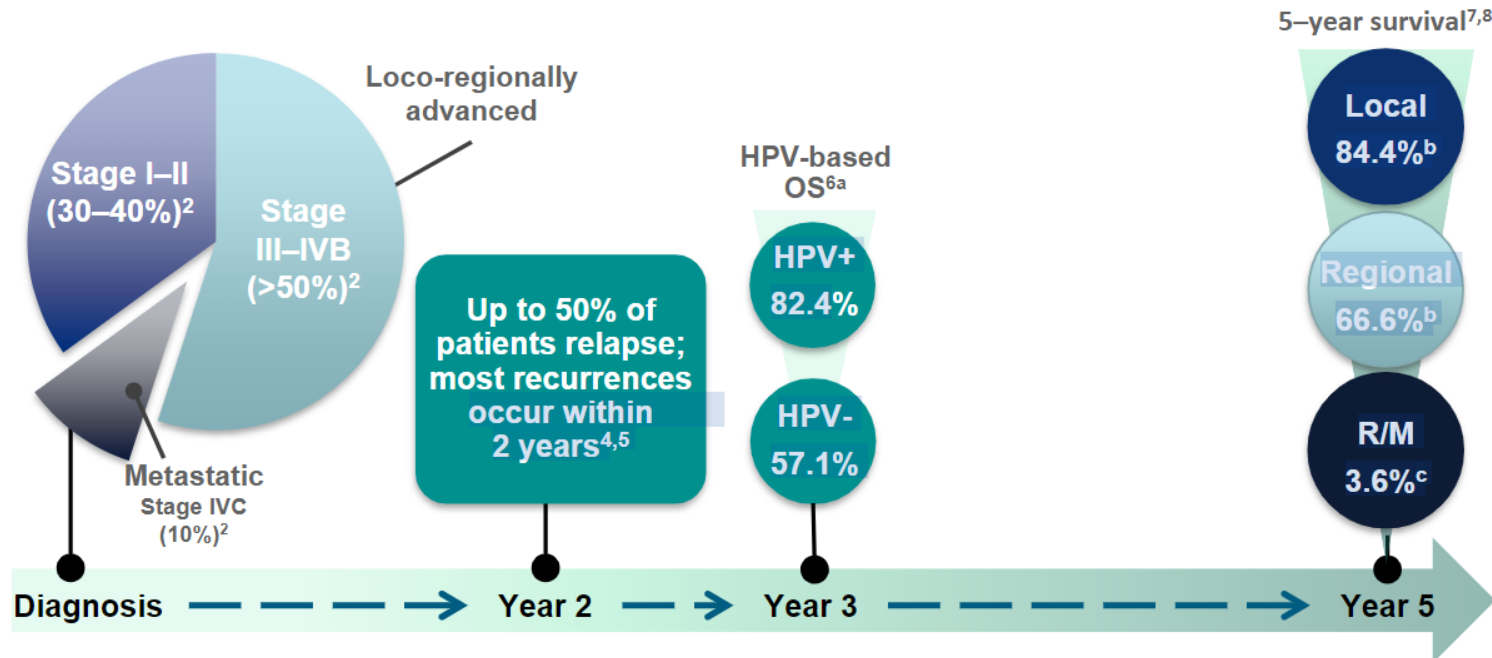 5–year survival7,8
Loco-regionally
advanced
Stage I–II
(30–40%)2
Stage
III–IVB
(>50%)2
Metastatic
Stage IVC
(10%)2
Up to 50% of
patients relapse;
most recurrences
occur within
2 years4,5
HPV-based
OS6a
HPV+
82.4%
HPV-
57.1%
Local
84.4%b
Regional
66.6%b
R/M
3.6%c
Diagnosis
Year 2
Year 3
Year 5